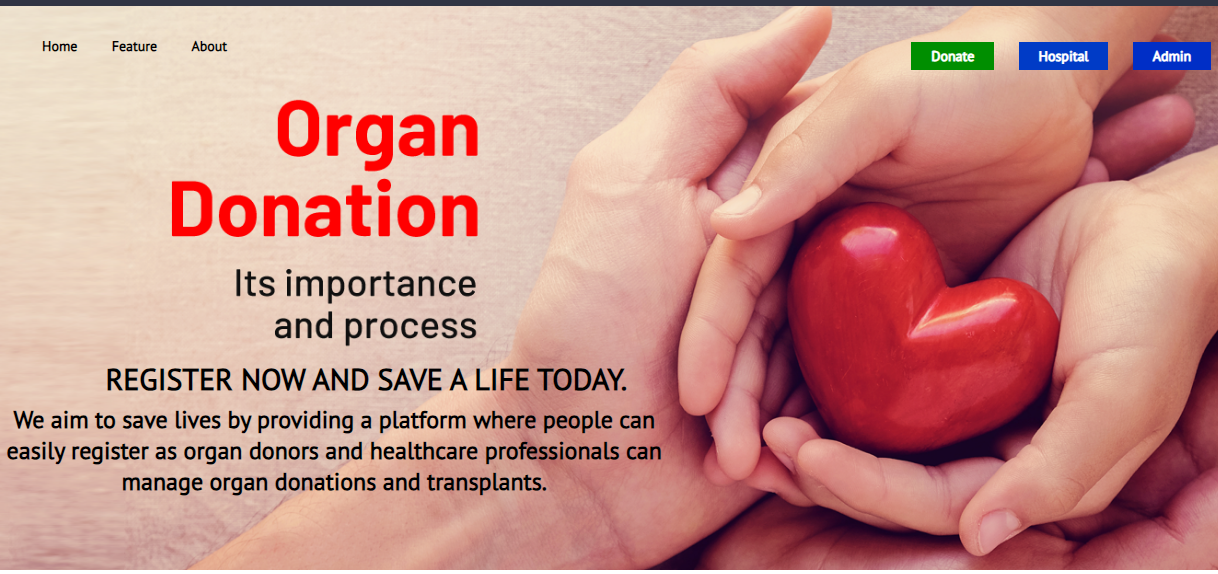 Home Feature About
Donate Hospital Admin
Organ
Donation
Its importance
and process
REGISTER NOW AND SAVE A LIFE TODAY.
We aim to save lives by providing a platform where people can
easily register as organ donors and healthcare professionals can
manage organ donations and transplants.